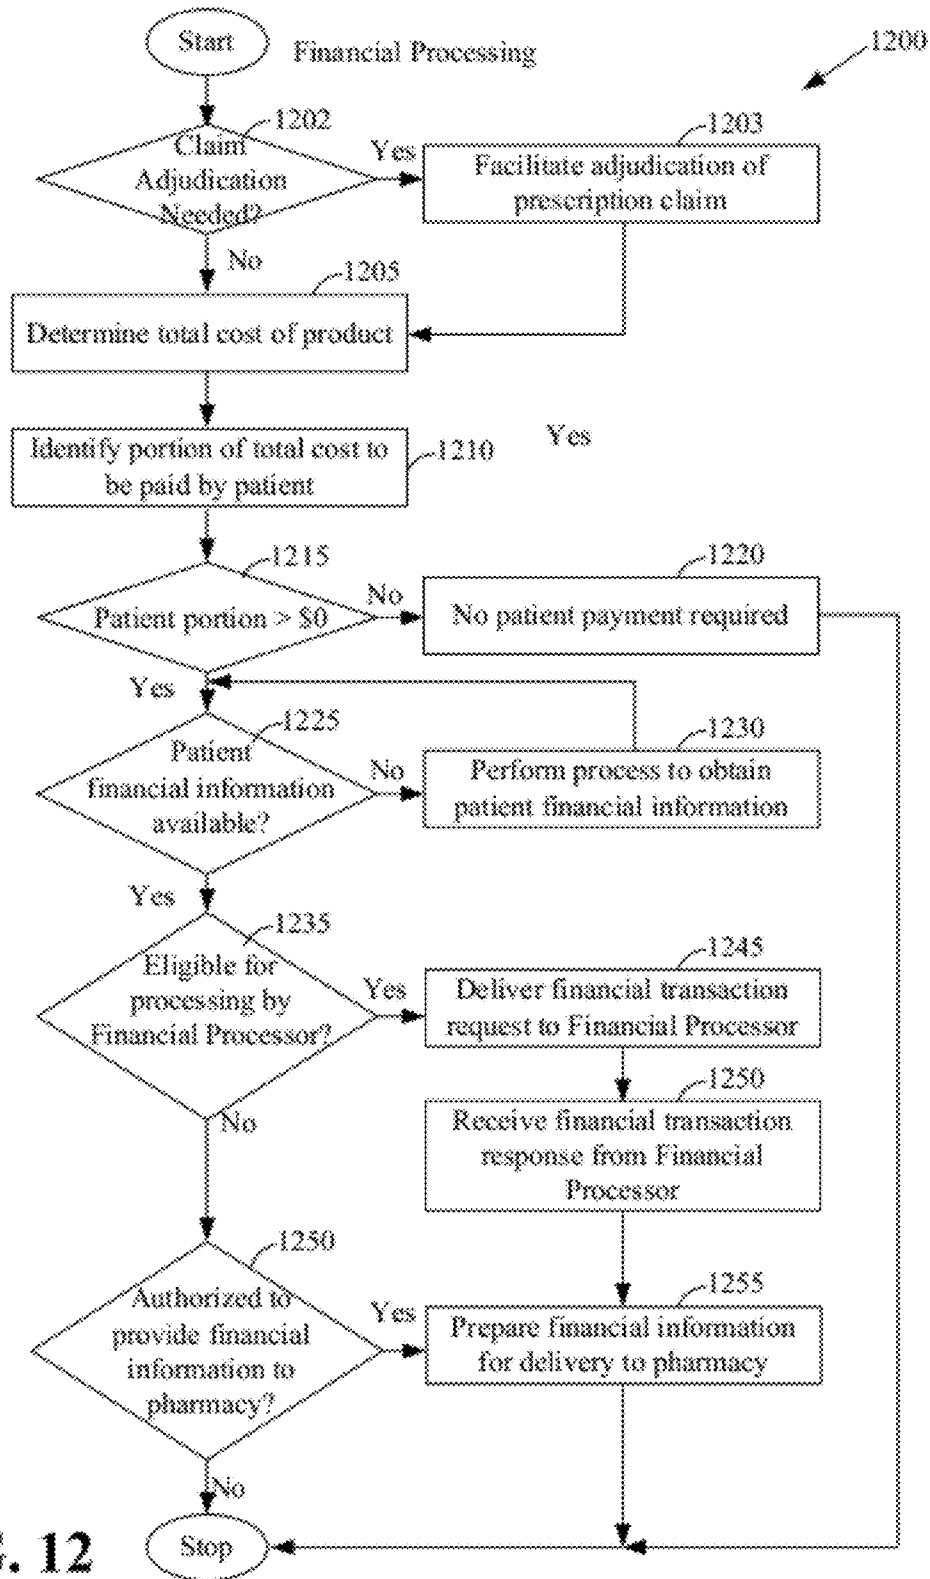 Start
Financial Processing
1200
1202
Claim
Adjudication
Needed?
Yes
1203
Facilitate adjudication of
prescription claim
No
1205
Determine total cost of product
Identify portion of total cost to
be paid by patient
1210
Yes
1215
Patient portion > $0
No
1220
No patient payment required
Yes
1225
Patient
financial information
available?
No
1230
Perform process to obtain
patient financial information
Yes
1235
Eligible for
processing by
Financial Processor?
Yes
1245
Deliver financial transaction
request to Financial Processor
1250
Receive financial transaction
response from Financial
Processor
No
1250
Authorized to
provide financial
information to
pharmacy?
Yes
1255
Prepare financial information
for delivery to pharmacy
No
Stop
G. 12